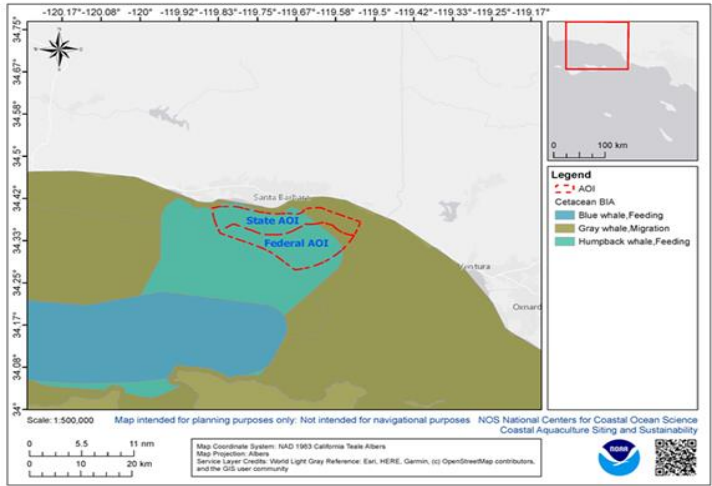 -120.17° -120.08° -120° -119.92° -119.83° -119.75° -119.67° -119.58° -119.5° -119.42° -119.33° -119.25° -119.17°
34.75°
34.67°
34.58°
34.5°
34.42°
34.33°
34.25°
34.17°
34.08°
34°
Santa Barbara
State AOI
Federal AOI
Ventura
Oxnard
0 100 km
Legend
AOI
Cetacean BIA
Blue whale,Feeding
Gray whale,Migration
Humpback whale,Feeding
Scale: 1:500,000
Map intended for planning purposes only: Not intended for navigational purposes
NOS National Centers for Coastal Ocean Science
Coastal Aquaculture Siting and Sustainability
0 5.5 11 nm
0 10 20 km
Map Coordinate System: NAD 1983 California Teale Albers
Map Projection: Albers
Service Layer Credits: World Light Gray Reference: Esri, HERE, Garmin, (c) OpenStreetMap contributors,
and the GIS user community
NOAA